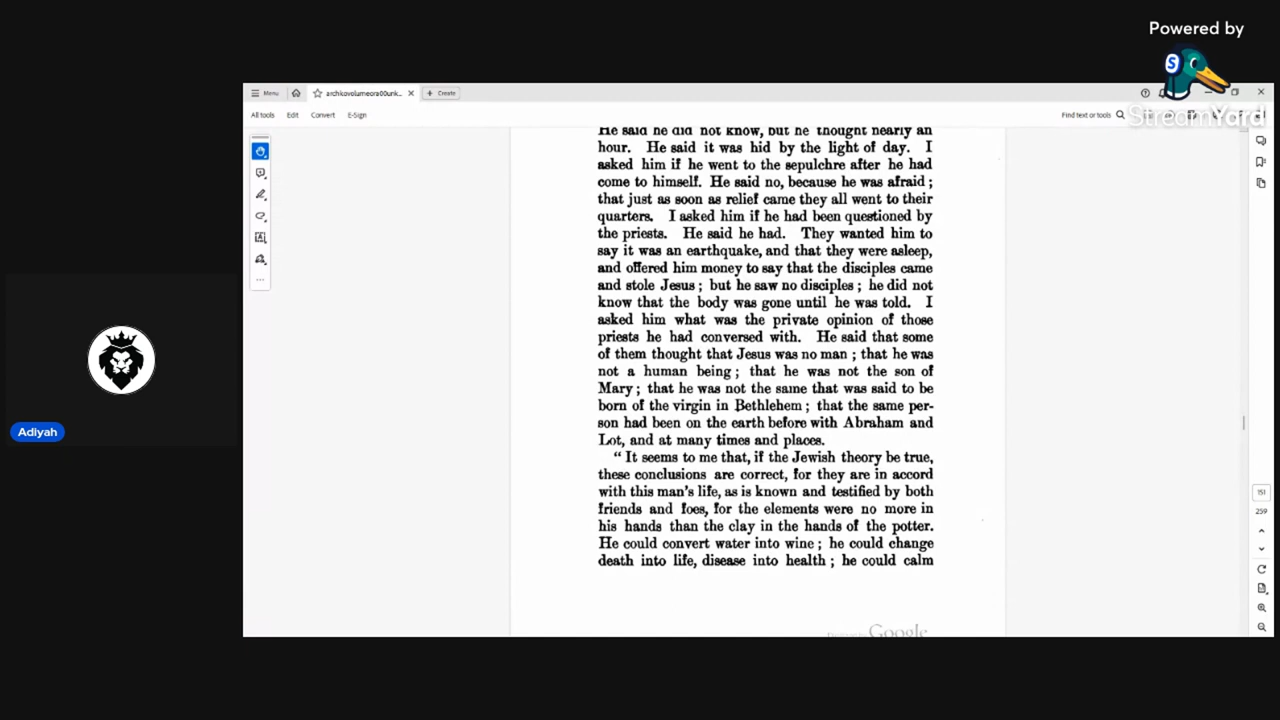 Powered by
StreamYard
S
Menu
archkovolumeora00unk...
Create
All tools
Edit
Convert
E-Sign
Find text or tools
He said he did not know, but he thought nearly an
hour. He said it was hid by the light of day. I
asked him if he went to the sepulchre after he had
come to himself. He said no, because he was afraid;
that just as soon as relief came they all went to their
quarters. I asked him if he had been questioned by
the priests. He said he had. They wanted him to
say it was an earthquake, and that they were asleep,
and offered him money to say that the disciples came
and stole Jesus; but he saw no disciples; he did not
know that the body was gone until he was told. I
asked him what was the private opinion of those
priests he had conversed with. He said that some
of them thought that Jesus was no man; that he was
not a human being; that he was not the son of
Mary; that he was not the same that was said to be
born of the virgin in Bethlehem; that the same per-
son had been on the earth before with Abraham and
Lot, and at many times and places.
“ It seems to me that, if the Jewish theory be true,
these conclusions are correct, for they are in accord
with this man's life, as is known and testified by both
friends and foes, for the elements were no more in
his hands than the clay in the hands of the potter.
He could convert water into wine; he could change
death into life, disease into health; he could calm
Google
151
259
Adiyah